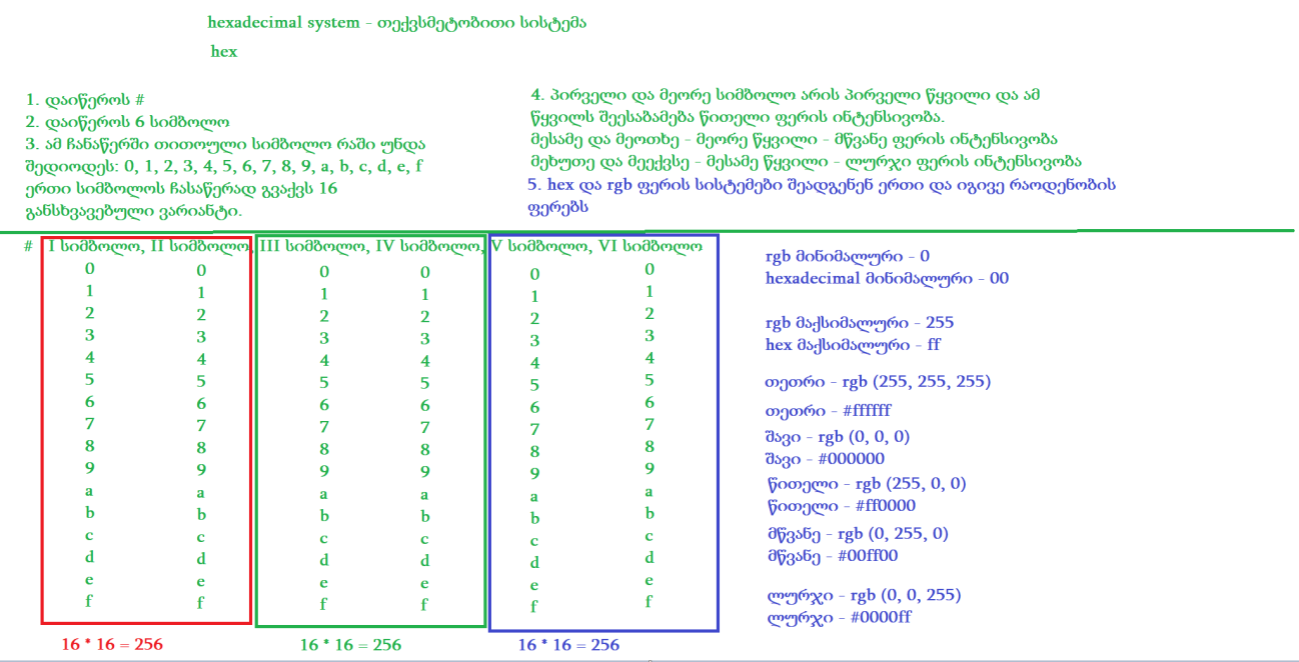 hexadecimal system - თექვსმეტობითი სისტემა
hex
1. დაიწეროს #
2. დაიწეროს 6 სიმბოლო
3. ამ ჩანაწერში თითოული სიმბოლო რაში უნდა
შედიოდეს: 0, 1, 2, 3, 4, 5, 6, 7, 8, 9, a, b, c, d, e, f
ერთი სიმბოლოს ჩასაწერად გვაქვს 16
განსხვავებული ვარიანტი.
4. პირველი და მეორე სიმბოლო არის პირველი წყვილი და ამ
წყვილს შეესაბამება წითელი ფერის ინტენსივობა.
მესამე და მეოთხე - მეორე წყვილი - მწვანე ფერის ინტენსივობა
მეხუთე და მეექვსე - მესამე წყვილი - ლურჯი ფერის ინტენსივობა
5. hex და rgb ფერის სისტემები შეადგენენ ერთი და იგივე რაოდენობის
ფერებს
# I სიმბოლო, II სიმბოლო, III სიმბოლო, IV სიმბოლო, V სიმბოლო, VI სიმბოლო
0 0 0 0 0 0
1 1 1 1 1 1
2 2 2 2 2 2
3 3 3 3 3 3
4 4 4 4 4 4
5 5 5 5 5 5
6 6 6 6 6 6
7 7 7 7 7 7
8 8 8 8 8 8
9 9 9 9 9 9
a a a a a a
b b b b b b
c c c c c c
d d d d d d
e e e e e e
f f f f f f
16 * 16 = 256 16 * 16 = 256 16 * 16 = 256
rgb მინიმალური - 0
hexadecimal მინიმალური - 00
rgb მაქსიმალური - 255
hex მაქსიმალური - ff
თეთრი - rgb (255, 255, 255)
თეთრი - #ffffff
შავი - rgb (0, 0, 0)
შავი - #000000
წითელი - rgb (255, 0, 0)
წითელი - #ff0000
მწვანე - rgb (0, 255, 0)
მწვანე - #00ff00
ლურჯი - rgb (0, 0, 255)
ლურჯი - #0000ff